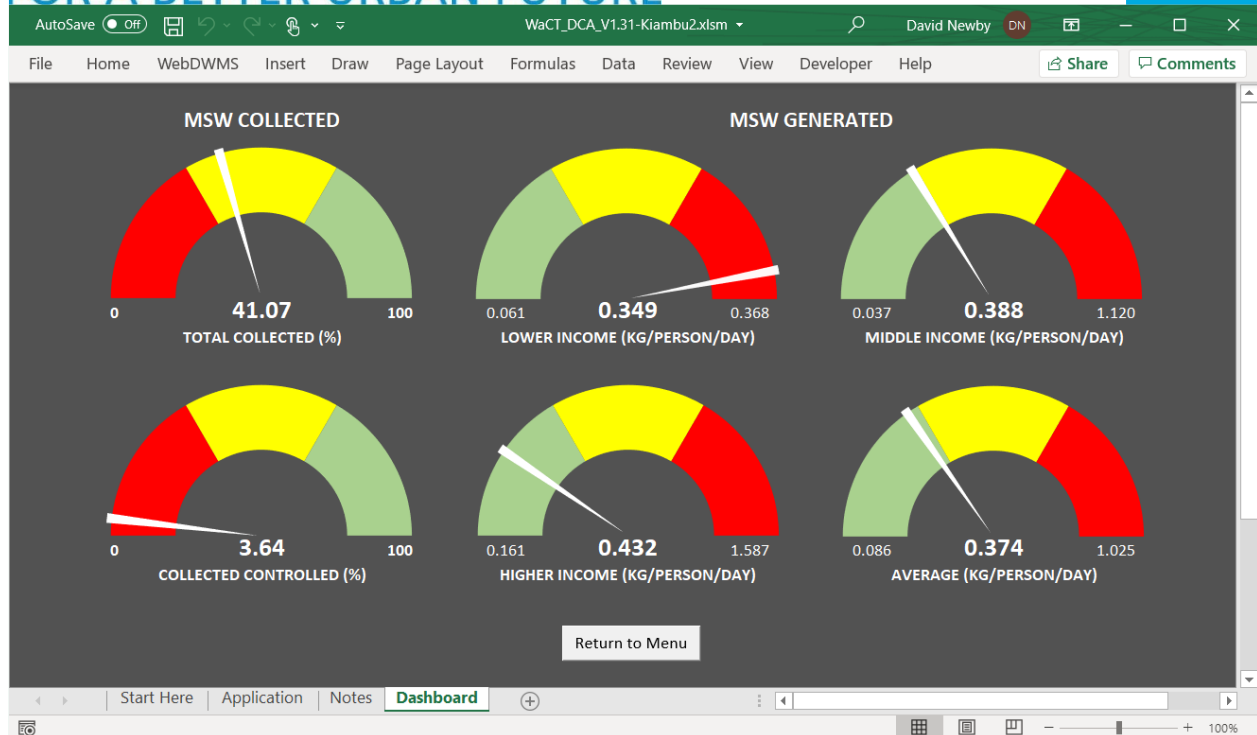 FOR A BETTER URBAN FUTURE
AutoSave Off WaCT_DCA_V1.31-Kiambu2.xlsm David Newby DN
File Home WebDWMS Insert Draw Page Layout Formulas Data Review View Developer Help Share Comments
MSW COLLECTED MSW GENERATED
0 41.07 100 0.061 0.349 0.368 0.037 0.388 1.120
TOTAL COLLECTED (%) LOWER INCOME (KG/PERSON/DAY) MIDDLE INCOME (KG/PERSON/DAY)
0 3.64 100 0.161 0.432 1.587 0.086 0.374 1.025
COLLECTED CONTROLLED (%) HIGHER INCOME (KG/PERSON/DAY) AVERAGE (KG/PERSON/DAY)
Return to Menu
Start Here Application Notes Dashboard
100%